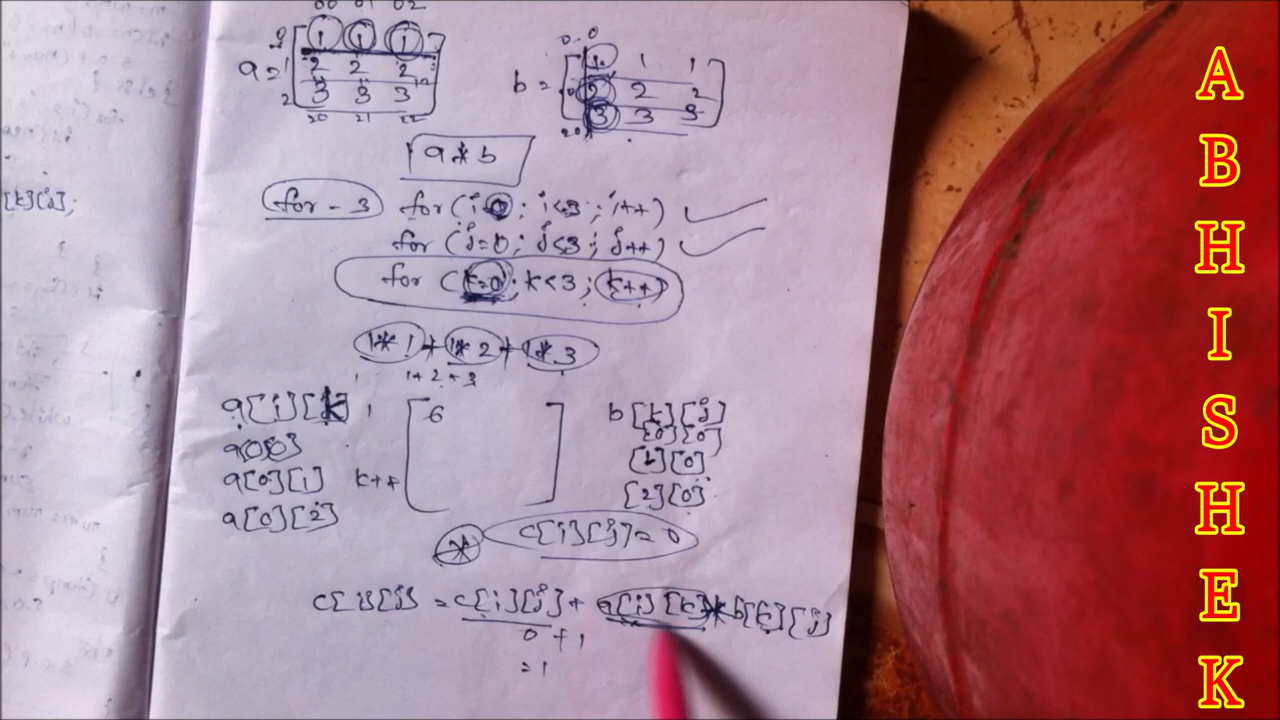 00 01 02
0 1 1 1
a = 1 2 2 2
2 3 3 3
20 21 22
0 0
b = 1 1 1
2 2 2
3 3 3
20
a * b
for - 3 for (i=0; i<3; i++)
for (j=0; j<3; j++)
for (k=0; k<3; k++)
1*1 + 1*2 + 1*3
1+2+3
a[i][k] 6 b[k][j]
[0][0]
a[0][1] k++ [1][0]
a[0][2] [2][0]
* c[i][j]=0
c[i][j] = c[i][j] + a[i][k] * b[k][j]
0 + 1
= 1
[k][j];
A
B
H
I
S
H
E
K